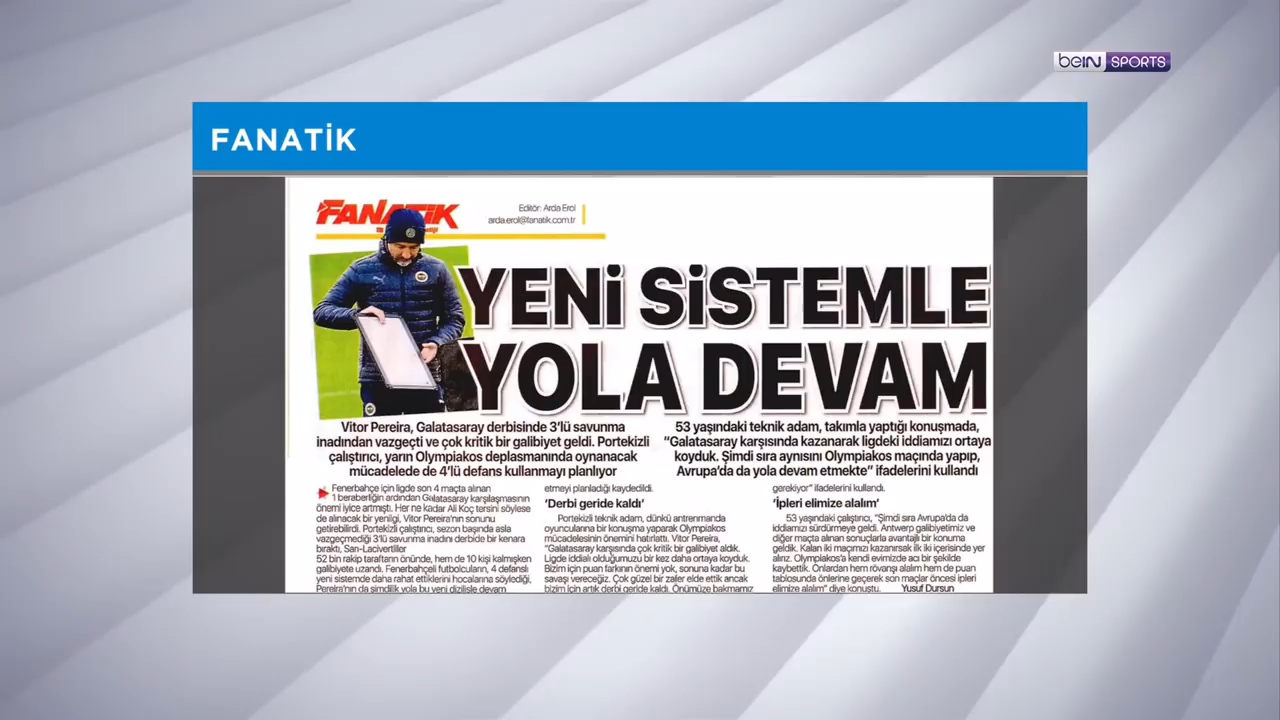 beIN SPORTS
FANATİK
FANATİK
Editör: Arda Erol
arda.erol@fanatik.com.tr
YENİ SİSTEMLE
YOLA DEVAM
Vitor Pereira, Galatasaray derbisinde 3'lü savunma
inadından vazgeçti ve çok kritik bir galibiyet geldi. Portekizli
çalıştırıcı, yarın Olympiakos deplasmanında oynanacak
mücadelede de 4'lü defans kullanmayı planlıyor
53 yaşındaki teknik adam, takımla yaptığı konuşmada,
"Galatasaray karşısında kazanarak ligdeki iddiamızı ortaya
koyduk. Şimdi sıra aynısını Olympiakos maçında yapıp,
Avrupa'da da yola devam etmekte" ifadelerini kullandı
Fenerbahçe için ligde son 4 maçta alınan
1 beraberliğin ardından Galatasaray karşılaşmasının
önemi iyice artmıştı. Her ne kadar Ali Koç tersini söylese
de alınacak bir yenilgi, Vitor Pereira'nın sonunu
getirebilirdi. Portekizli çalıştırıcı, sezon başında asla
vazgeçmediği 3'lü savunma inadını derbide bir kenara
bıraktı, Sarı-Lacivertliler
52 bin rakip taraftarın önünde, hem de 10 kişi kalmışken
galibiyete uzandı. Fenerbahçeli futbolcuların, 4 defanslı
yeni sistemde daha rahat ettiklerini hocalarına söylediği,
Pereira'nın da şimdilik yola bu yeni dizilişle devam
etmeyi planladığı kaydedildi.
'Derbi geride kaldı'
Portekizli teknik adam, dünkü antrenmanda
oyuncularına bir konuşma yaparak Olympiakos
mücadelesinin önemini hatırlattı. Vitor Pereira,
"Galatasaray karşısında çok kritik bir galibiyet aldık.
Ligde iddialı olduğumuzu bir kez daha ortaya koyduk.
Bizim için puan farkının önemi yok, sonuna kadar bu
savaşı vereceğiz. Çok güzel bir zafer elde ettik ancak
bizim için artık derbi geride kaldı. Önümüze bakmamız
gerekiyor" ifadelerini kullandı.
'İpleri elimize alalım'
53 yaşındaki çalıştırıcı, "Şimdi sıra Avrupa'da da
iddiamızı sürdürmeye geldi. Antwerp galibiyetimiz ve
diğer maçta alınan sonuçlarla avantajlı bir konuma
geldik. Kalan iki maçımızı kazanırsak ilk iki içerisinde yer
alırız. Olympiakos'a kendi evimizde acı bir şekilde
kaybettik. Onlardan hem rövanşı alalım hem de puan
tablosunda önlerine geçerek son maçlar öncesi ipleri
elimize alalım" diye konuştu. Yusuf Dursun